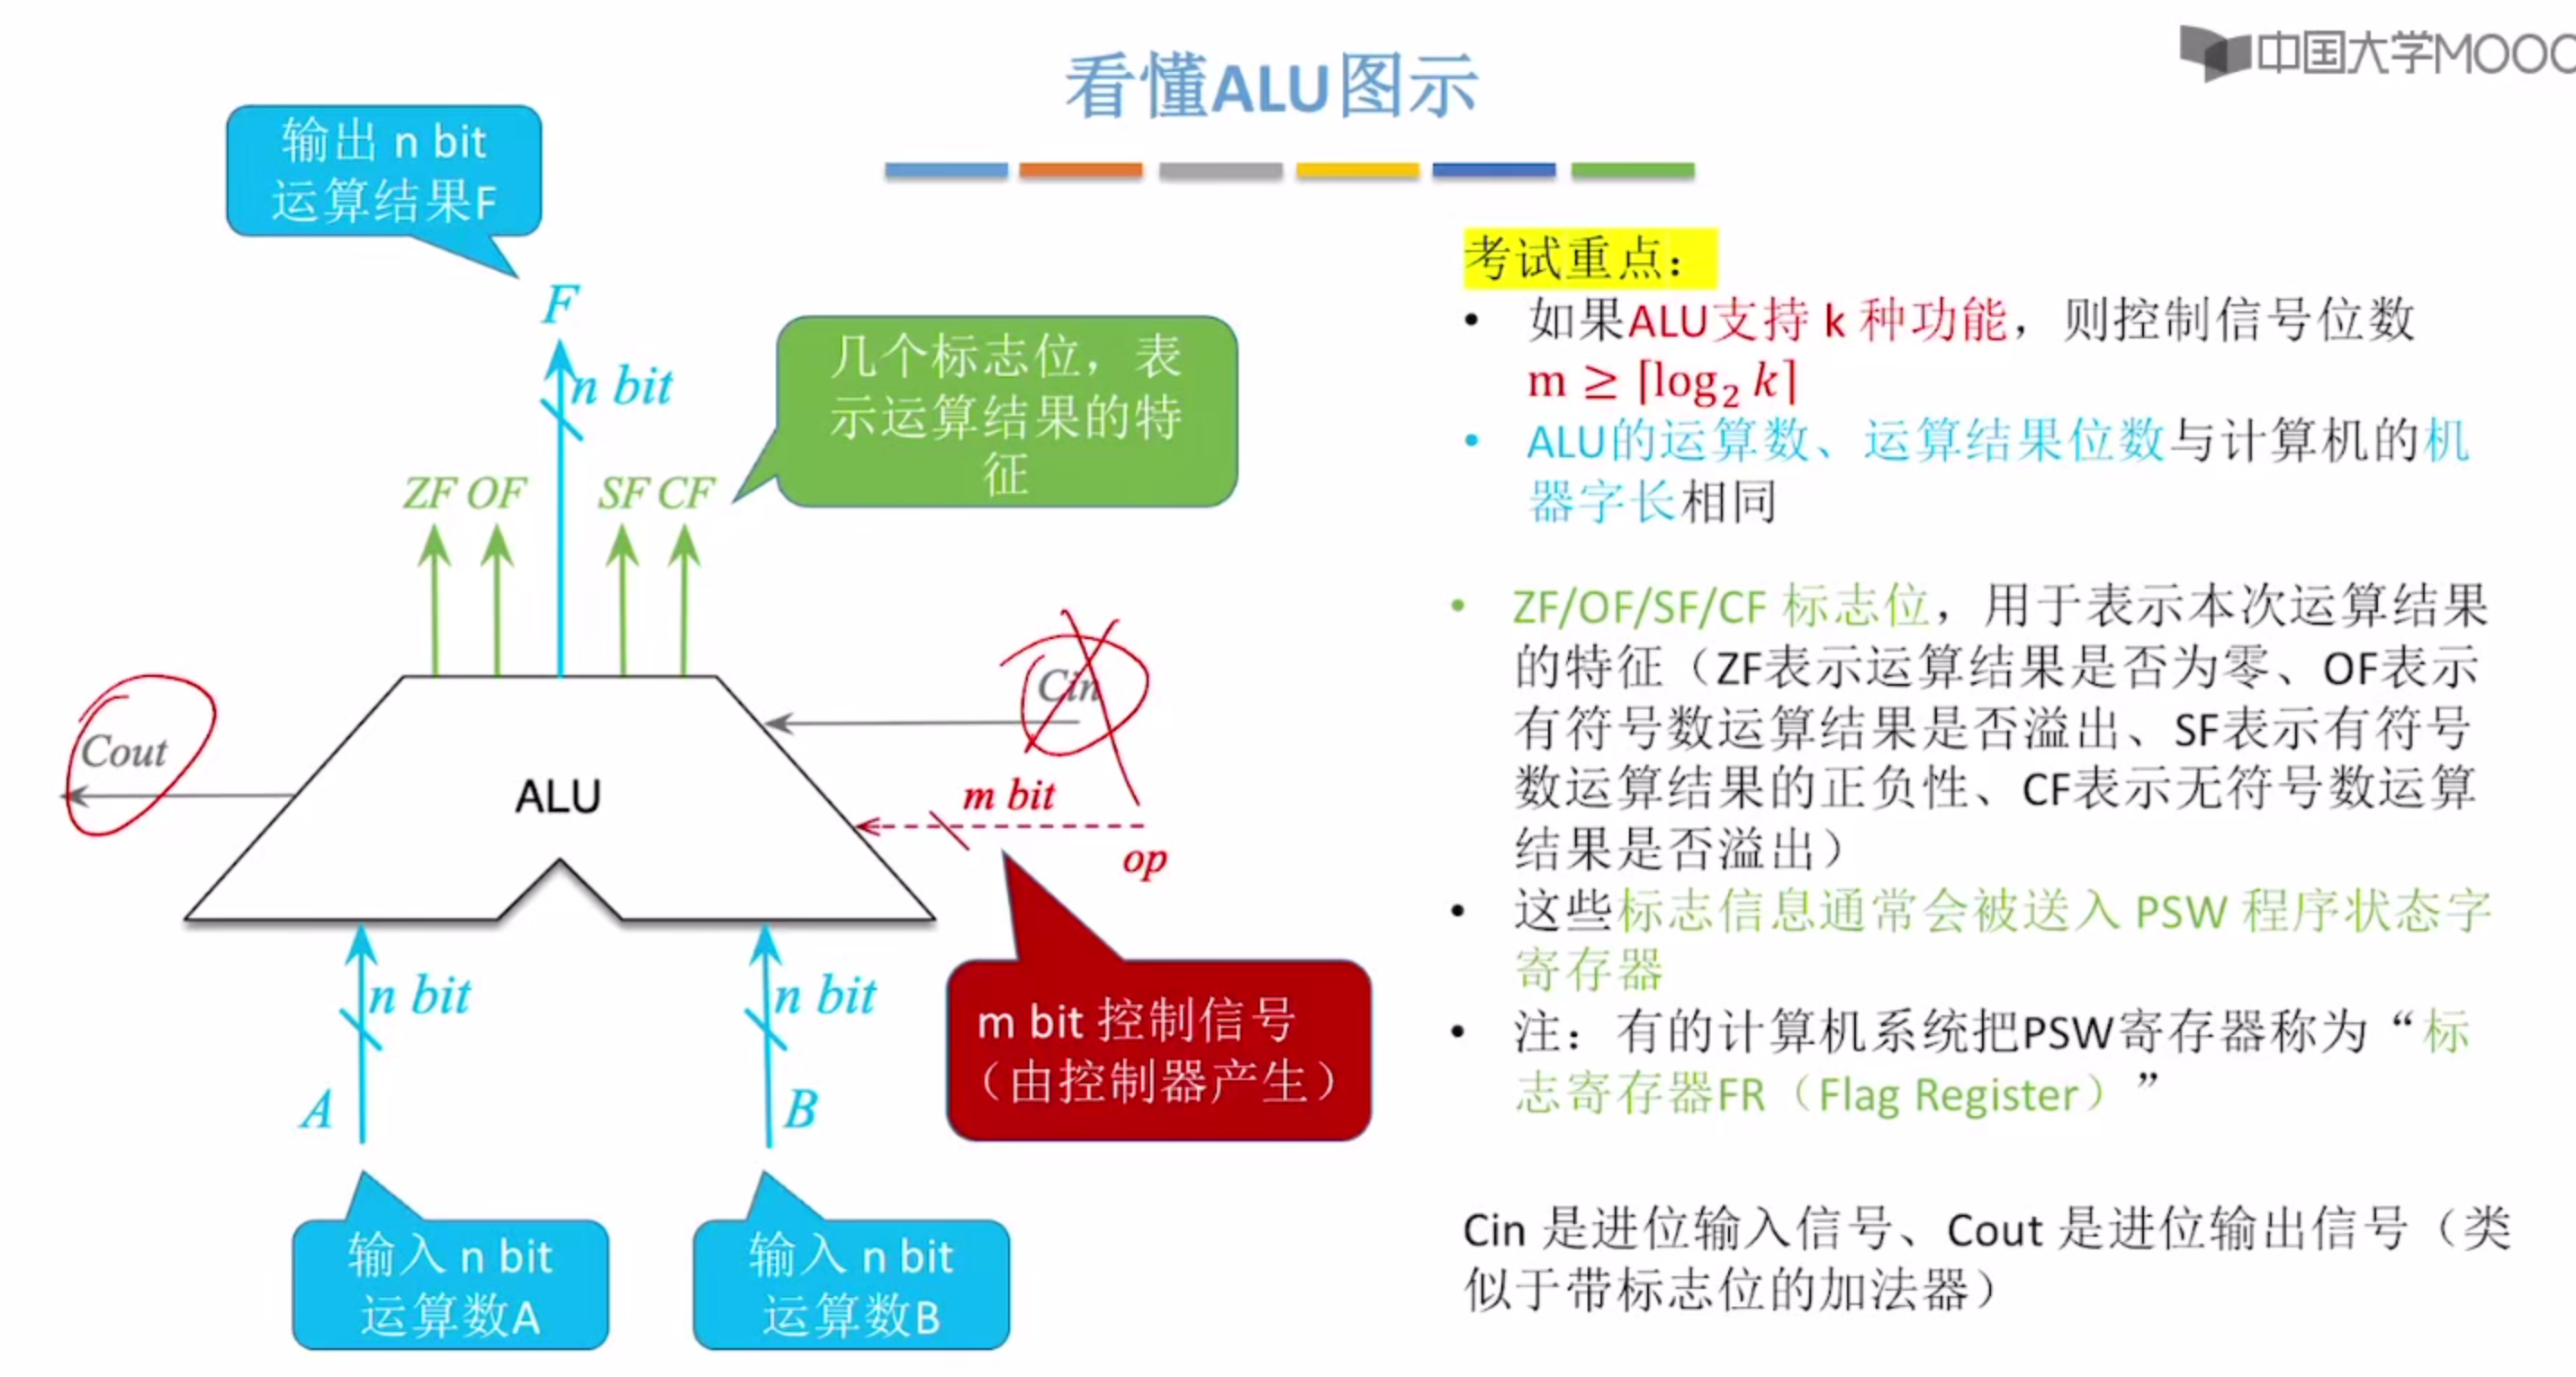 看懂ALU图示
中国大学MOOC
输出 n bit
运算结果F
F
n bit
几个标志位，表
示运算结果的特
征
ZF OF SF CF
Cin
Cout
ALU
m bit
op
n bit
n bit
A
B
m bit 控制信号
（由控制器产生）
输入 n bit
运算数A
输入 n bit
运算数B
考试重点：
• 如果ALU支持 k 种功能，则控制信号位数
m ≥ ⌈log₂ k⌉
• ALU的运算数、运算结果位数与计算机的机
器字长相同
• ZF/OF/SF/CF 标志位，用于表示本次运算结果
的特征（ZF表示运算结果是否为零、OF表示
有符号数运算结果是否溢出、SF表示有符号
数运算结果的正负性、CF表示无符号数运算
结果是否溢出）
• 这些标志信息通常会被送入 PSW 程序状态字
寄存器
• 注：有的计算机系统把PSW寄存器称为“标
志寄存器FR（Flag Register）”
Cin 是进位输入信号、Cout 是进位输出信号（类
似于带标志位的加法器）